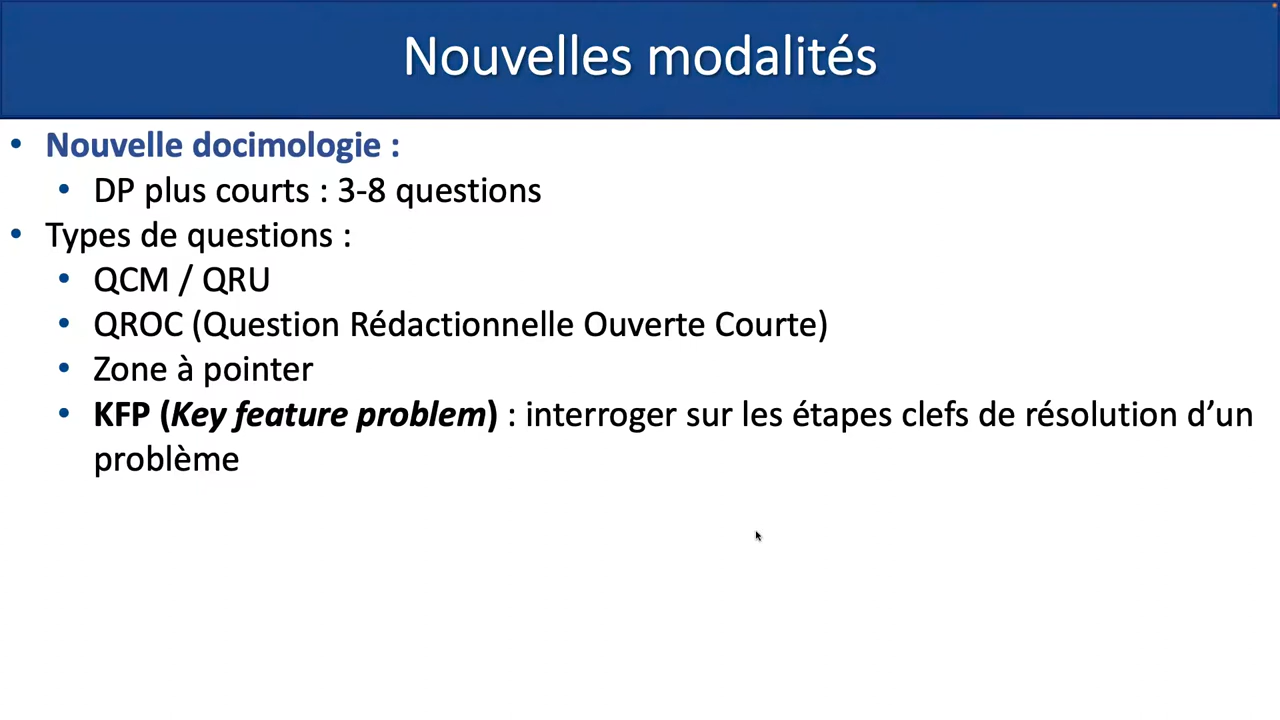 Nouvelles modalités
• Nouvelle docimologie :
• DP plus courts : 3-8 questions
• Types de questions :
• QCM / QRU
• QROC (Question Rédactionnelle Ouverte Courte)
• Zone à pointer
• KFP (Key feature problem) : interroger sur les étapes clefs de résolution d’un
problème